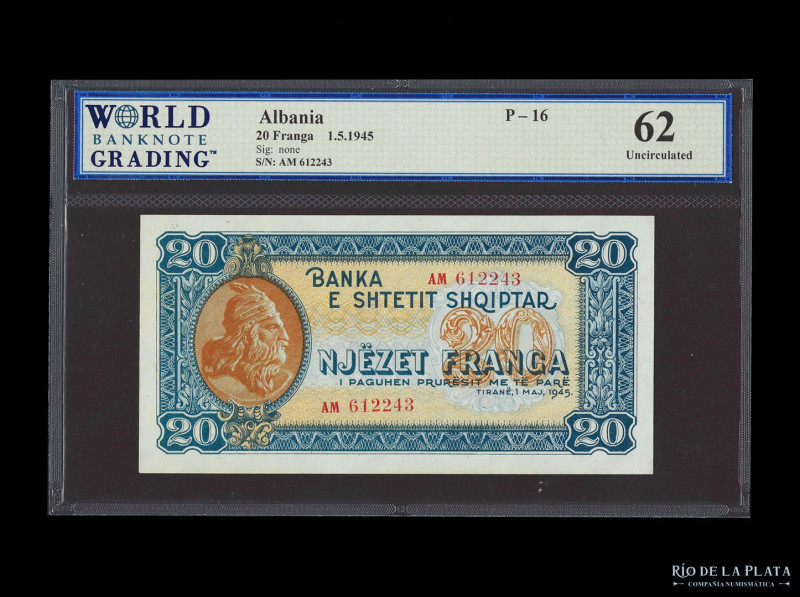 WORLD
BANKNOTE
GRADING™
Albania
20 Franga 1.5.1945
Sig: none
S/N: AM 612243
P – 16
62
Uncirculated
20 20
BANKA AM 612243
E SHTETIT SHQIPTAR
20
NJËZET FRANGA
I PAGUHEN PRURËSIT ME TË PARË
TIRANË, 1 MAJ, 1945.
AM 612243
20 20
RÍO DE LA PLATA
COMPAÑÍA NUMISMÁTICA